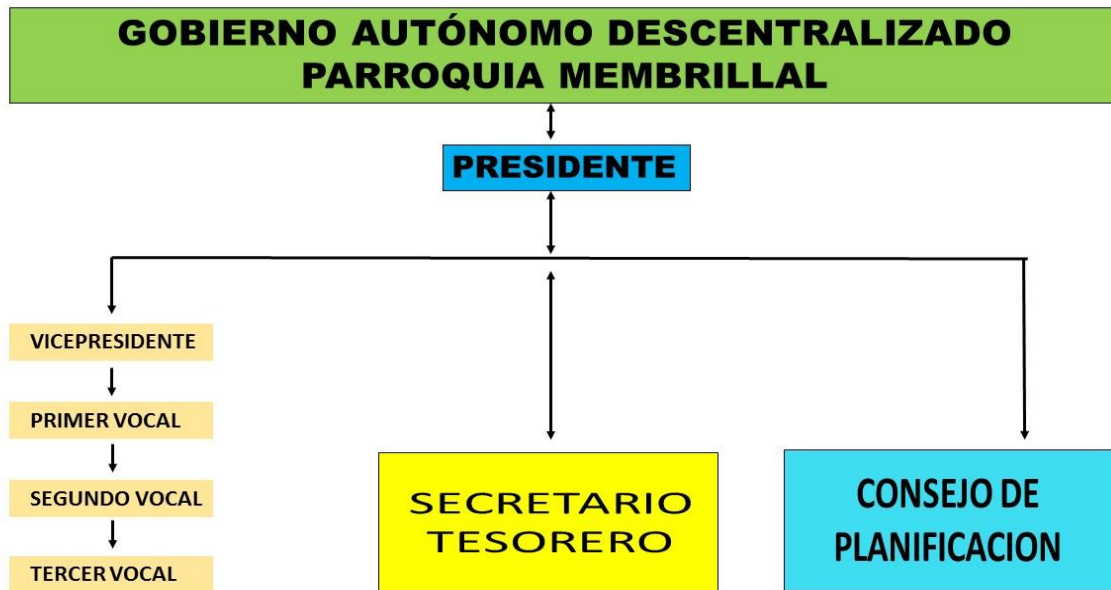 GOBIERNO AUTÓNOMO DESCENTRALIZADO
PARROQUIA MEMBRILLAL
PRESIDENTE
VICEPRESIDENTE
PRIMER VOCAL
SEGUNDO VOCAL
TERCER VOCAL
SECRETARIO
TESORERO
CONSEJO DE
PLANIFICACION